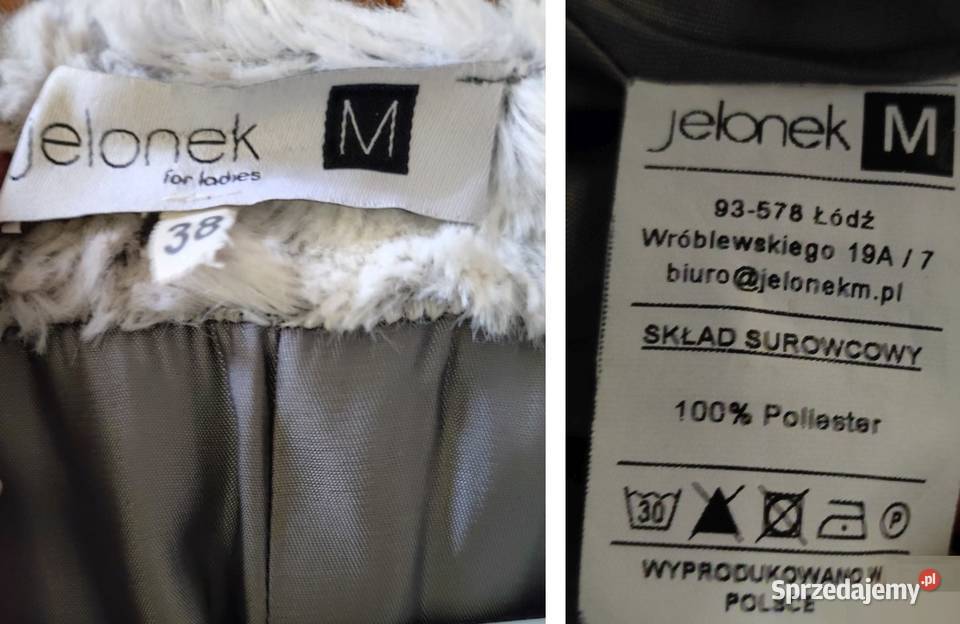 jelonek M
for ladies
38
jelonek M
93-578 Łódź
Wróblewskiego 19A / 7
biuro@jelonekm.pl
SKŁAD SUROWCOWY
100% Poliester
30 P
WYPRODUKOWANO W
POLSCE
Sprzedajemy.pl